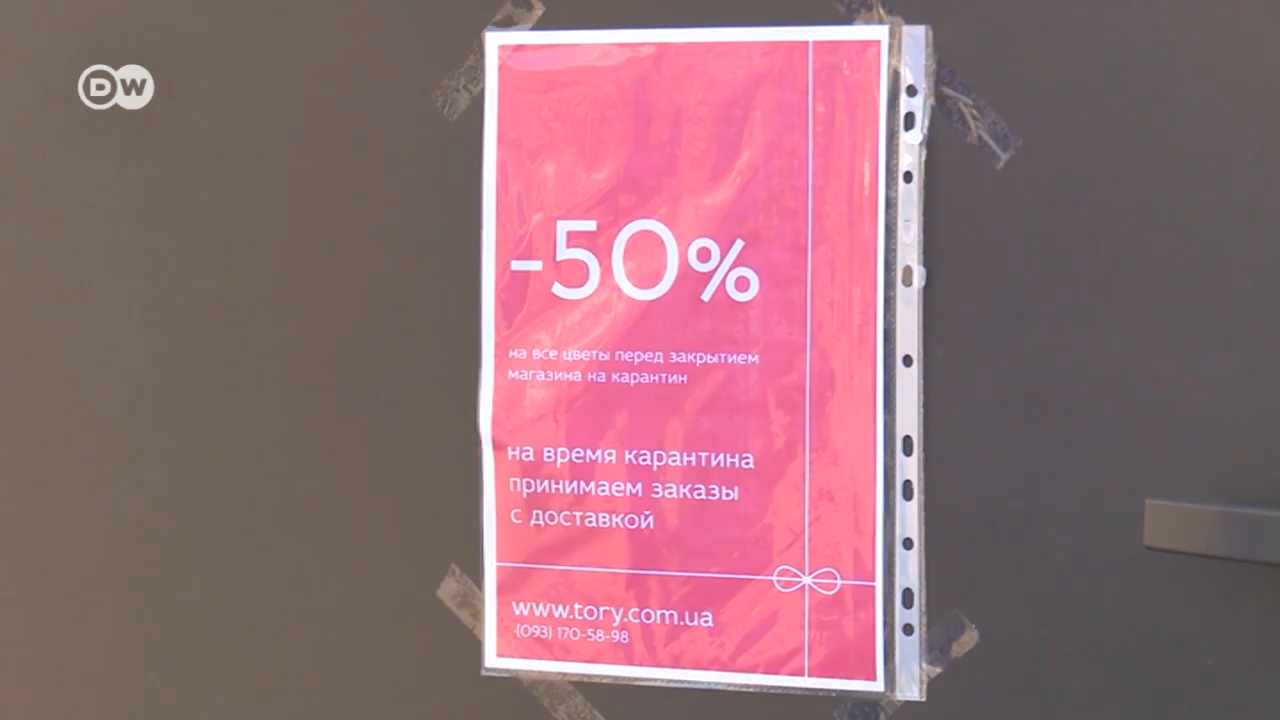 DW
-50%
на все цветы перед закрытием
магазина на карантин
на время карантина
принимаем заказы
с доставкой
www.tory.com.ua
(093) 170-58-98